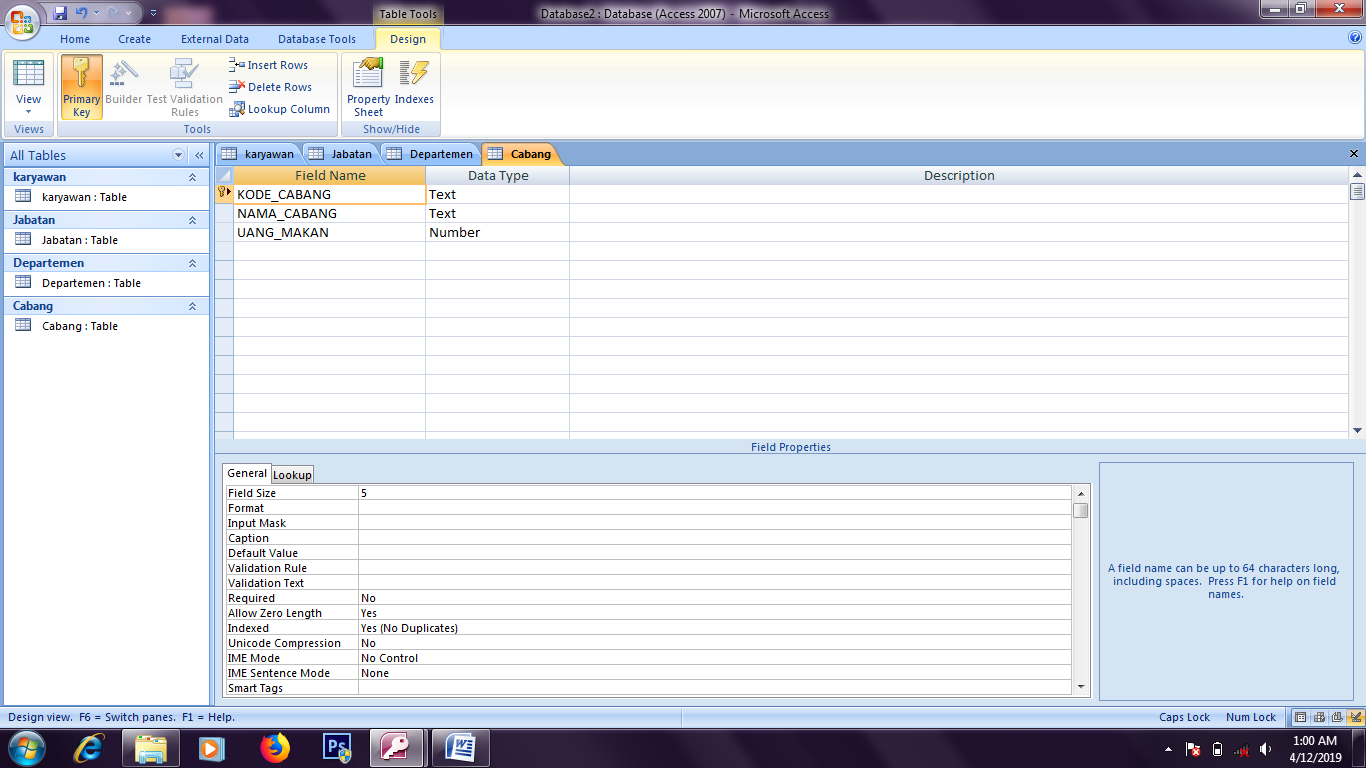 Table Tools
Database2 : Database (Access 2007) - Microsoft Access
Home Create External Data Database Tools Design
View
Views
Primary Key
Builder
Test Validation Rules
Insert Rows
Delete Rows
Lookup Column
Tools
Property Sheet
Indexes
Show/Hide
All Tables
karyawan
karyawan : Table
Jabatan
Jabatan : Table
Departemen
Departemen : Table
Cabang
Cabang : Table
karyawan Jabatan Departemen Cabang
Field Name Data Type Description
KODE_CABANG Text
NAMA_CABANG Text
UANG_MAKAN Number
Field Properties
General Lookup
Field Size 5
Format
Input Mask
Caption
Default Value
Validation Rule
Validation Text
Required No
Allow Zero Length Yes
Indexed Yes (No Duplicates)
Unicode Compression No
IME Mode No Control
IME Sentence Mode None
Smart Tags
A field name can be up to 64 characters long,
including spaces. Press F1 for help on field
names.
Design view. F6 = Switch panes. F1 = Help.
Caps Lock Num Lock
Ps
1:00 AM
4/12/2019